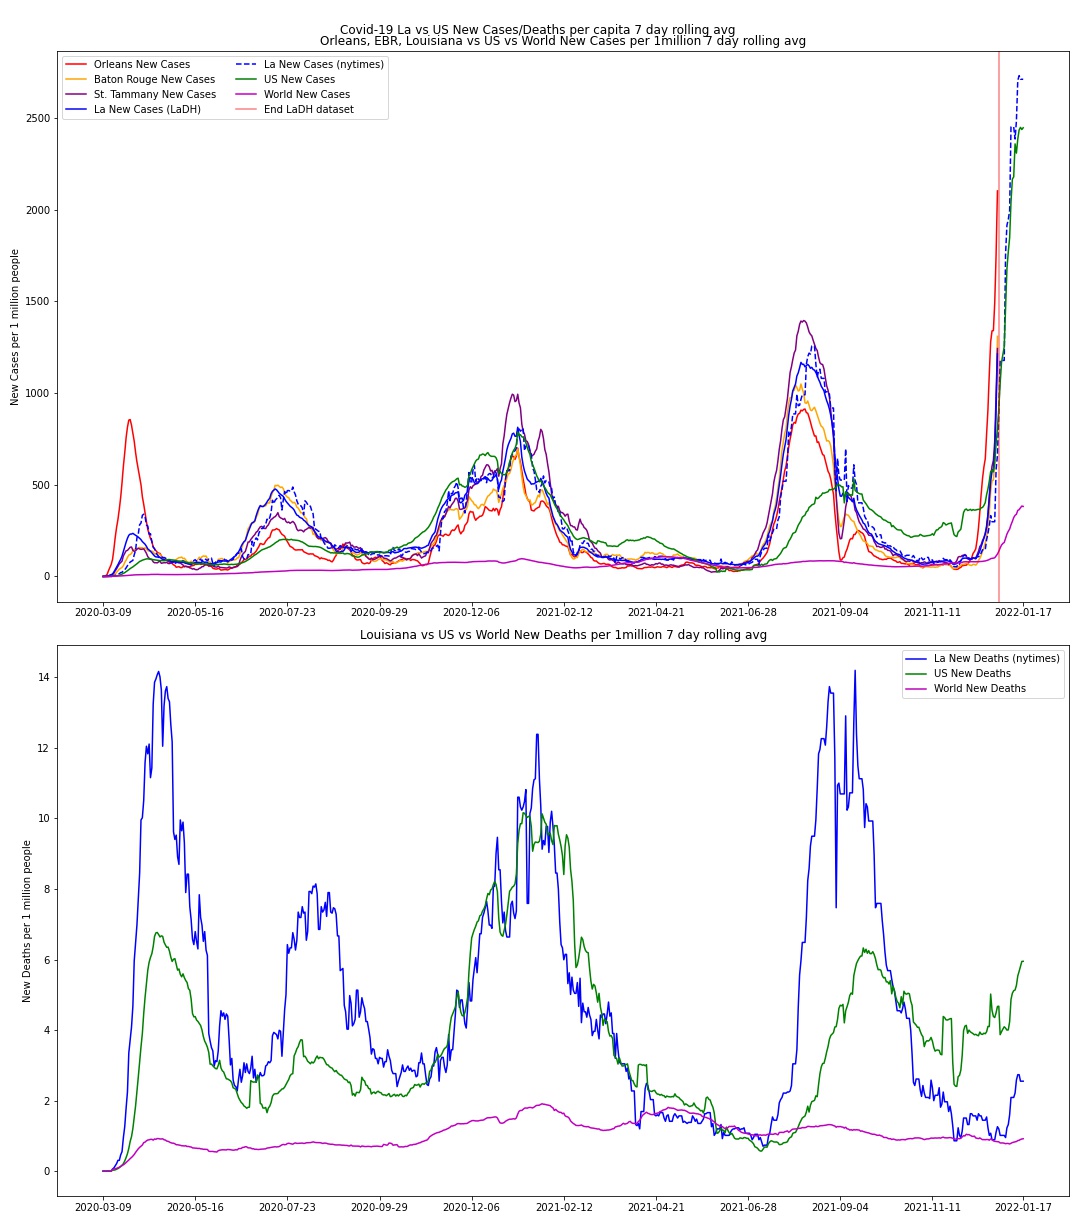 Covid-19 La vs US New Cases/Deaths per capita 7 day rolling avg
Orleans, EBR, Louisiana vs US vs World New Cases per 1million 7 day rolling avg
Orleans New Cases
Baton Rouge New Cases
St. Tammany New Cases
La New Cases (LaDH)
La New Cases (nytimes)
US New Cases
World New Cases
End LaDH dataset
New Cases per 1 million people
2500
2000
1500
1000
500
0
2020-03-09 2020-05-16 2020-07-23 2020-09-29 2020-12-06 2021-02-12 2021-04-21 2021-06-28 2021-09-04 2021-11-11 2022-01-17
Louisiana vs US vs World New Deaths per 1million 7 day rolling avg
La New Deaths (nytimes)
US New Deaths
World New Deaths
New Deaths per 1 million people
14
12
10
8
6
4
2
0
2020-03-09 2020-05-16 2020-07-23 2020-09-29 2020-12-06 2021-02-12 2021-04-21 2021-06-28 2021-09-04 2021-11-11 2022-01-17